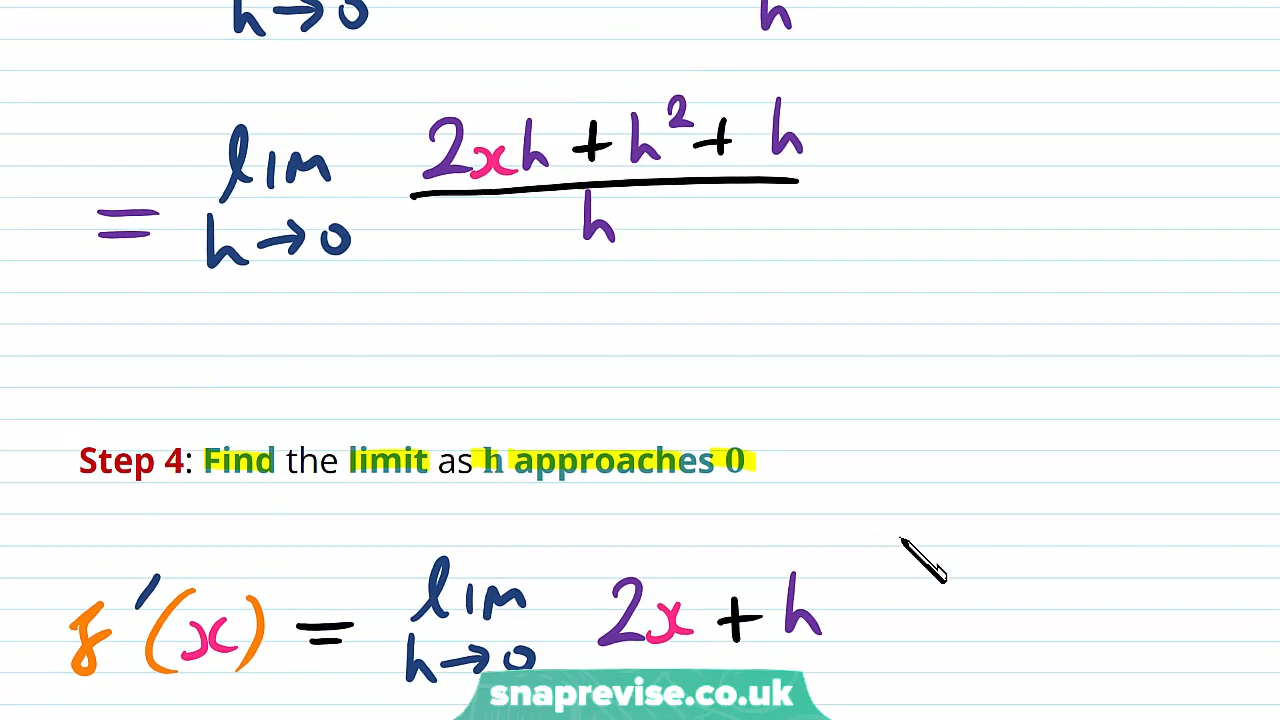 h→0 h
= lim h→0 (2xh + h² + h) / h
Step 4: Find the limit as h approaches 0
f′(x) = lim h→0 2x + h
snaprevise.co.uk